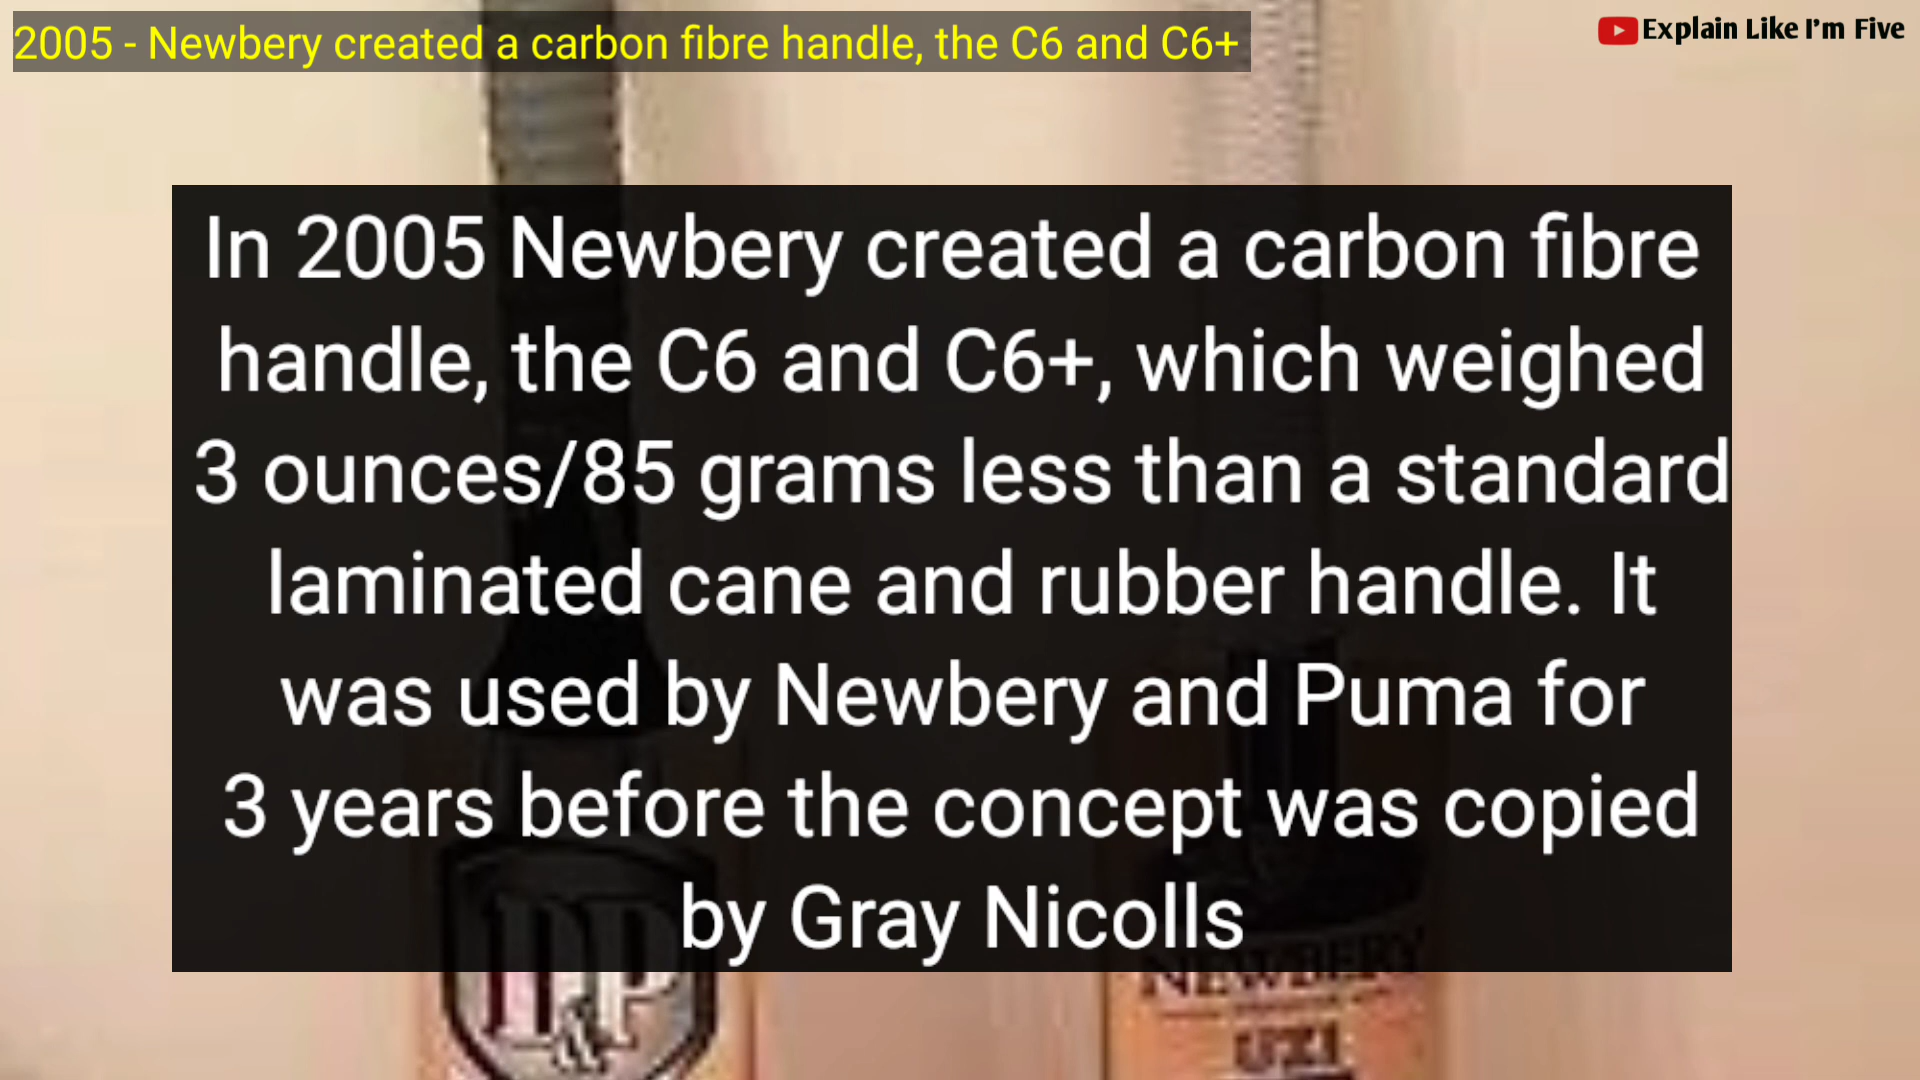 2005 - Newbery created a carbon fibre handle, the C6 and C6+
Explain Like I'm Five
In 2005 Newbery created a carbon fibre
handle, the C6 and C6+, which weighed
3 ounces/85 grams less than a standard
laminated cane and rubber handle. It
was used by Newbery and Puma for
3 years before the concept was copied
by Gray Nicolls
P&P
NEWBERY